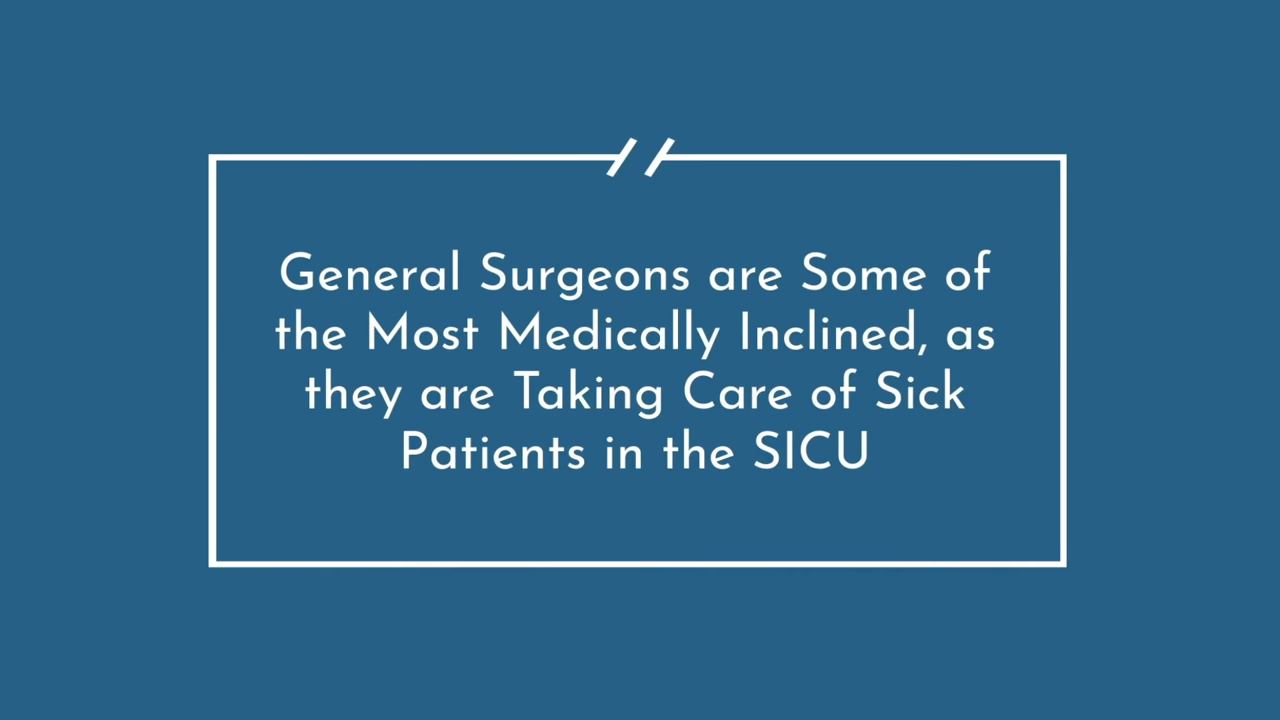 General Surgeons are Some of
the Most Medically Inclined, as
they are Taking Care of Sick
Patients in the SICU